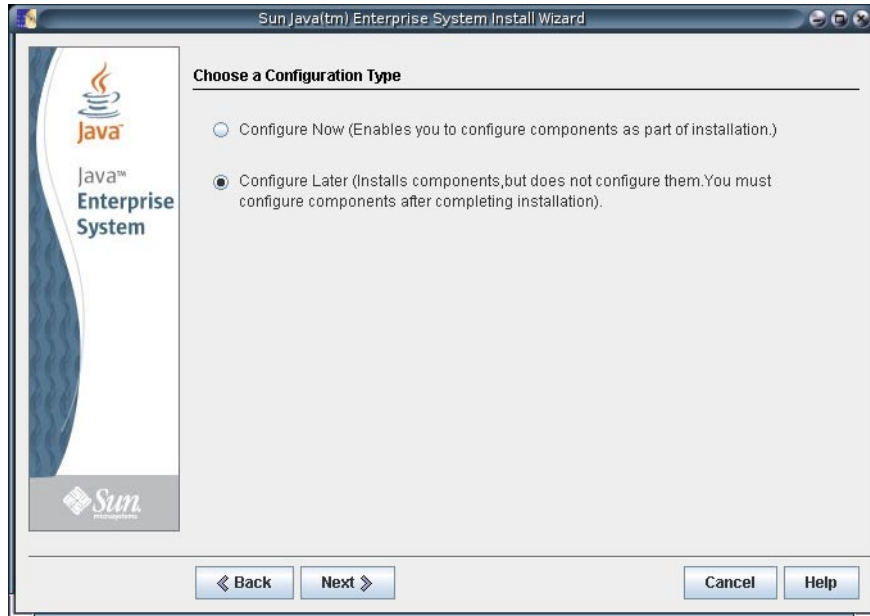 Sun Java(tm) Enterprise System Install Wizard
Java
Java™
Enterprise
System
Sun
microsystems
Choose a Configuration Type
Configure Now (Enables you to configure components as part of installation.)
Configure Later (Installs components,but does not configure them.You must
configure components after completing installation).
Back
Next
Cancel
Help